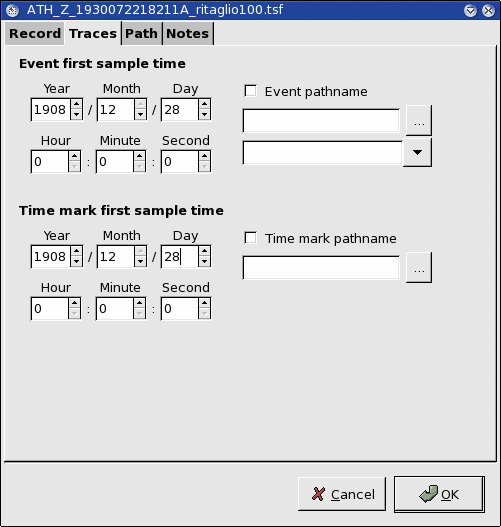 ATH_Z_1930072218211A_ritaglio100.tsf
Record Traces Path Notes
Event first sample time
Year Month Day Event pathname
1908 / 12 / 28
...
Hour Minute Second
0 : 0 : 0
Time mark first sample time
Year Month Day Time mark pathname
1908 / 12 / 28
...
Hour Minute Second
0 : 0 : 0
Cancel OK